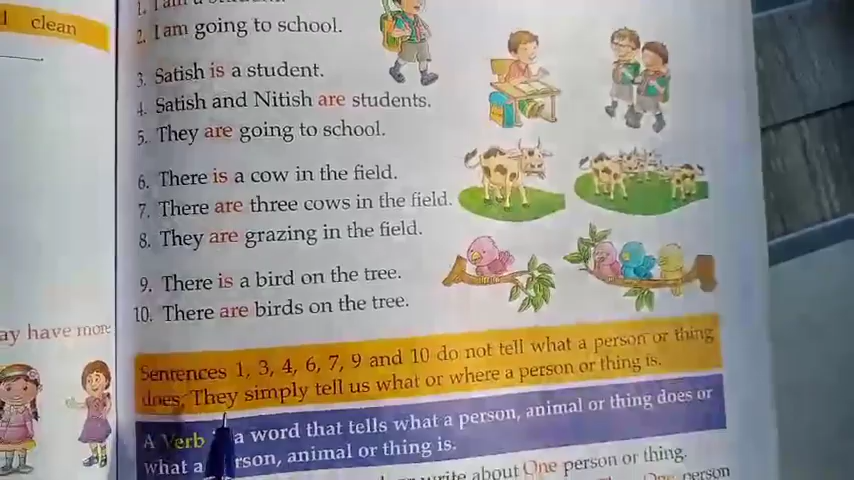 clean
1. I am a
2. I am going to school.
3. Satish is a student.
4. Satish and Nitish are students.
5. They are going to school.
6. There is a cow in the field.
7. There are three cows in the field.
8. They are grazing in the field.
9. There is a bird on the tree.
10. There are birds on the tree.
ay have more
Sentences 1, 3, 4, 6, 7, 9 and 10 do not tell what a person or thing
does, They simply tell us what or where a person or thing is.
A Verb a word that tells what a person, animal or thing does or
what a rson, animal or thing is.
write about One person or thing.
One person